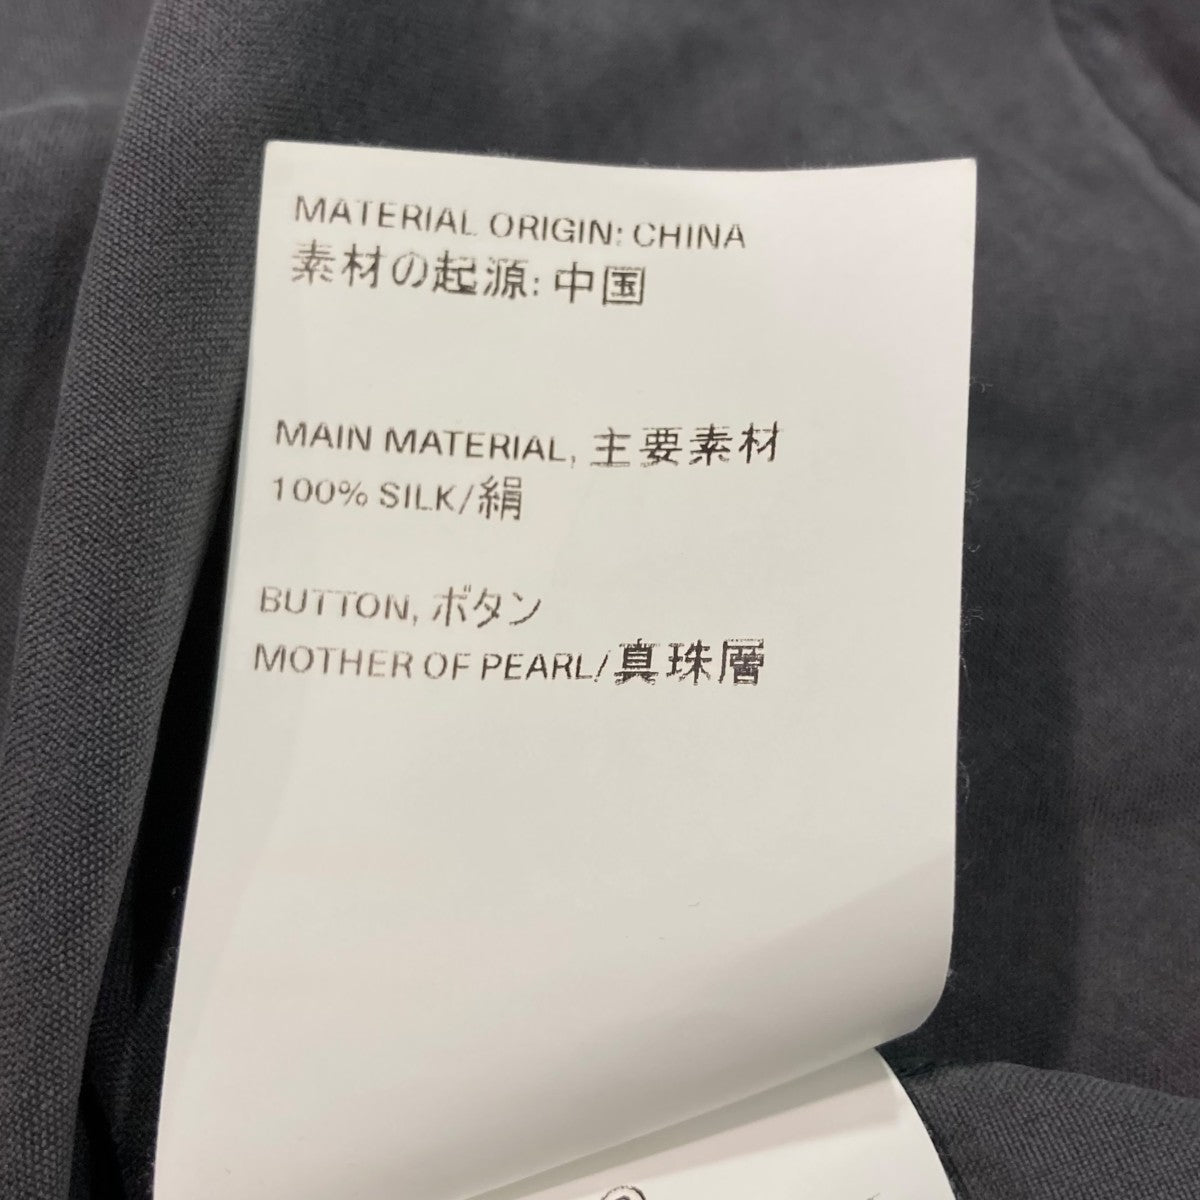 MATERIAL ORIGIN: CHINA
素材の起源: 中国
MAIN MATERIAL, 主要素材
100% SILK/絹
BUTTON, ボタン
MOTHER OF PEARL/真珠層